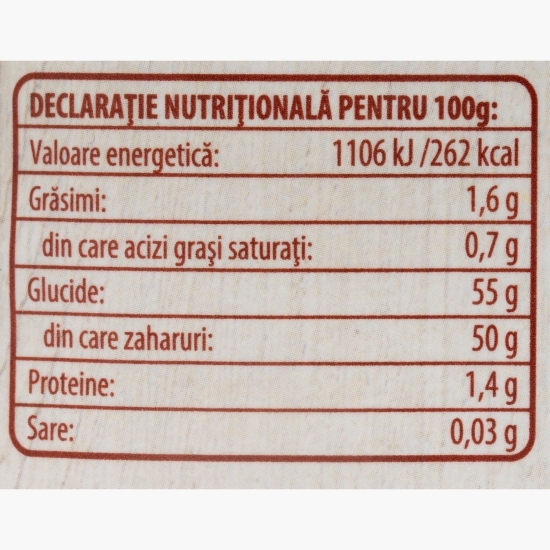 DECLARAŢIE NUTRIŢIONALĂ PENTRU 100g:
Valoare energetică: 1106 kJ /262 kcal
Grăsimi: 1,6 g
din care acizi graşi saturaţi: 0,7 g
Glucide: 55 g
din care zaharuri: 50 g
Proteine: 1,4 g
Sare: 0,03 g